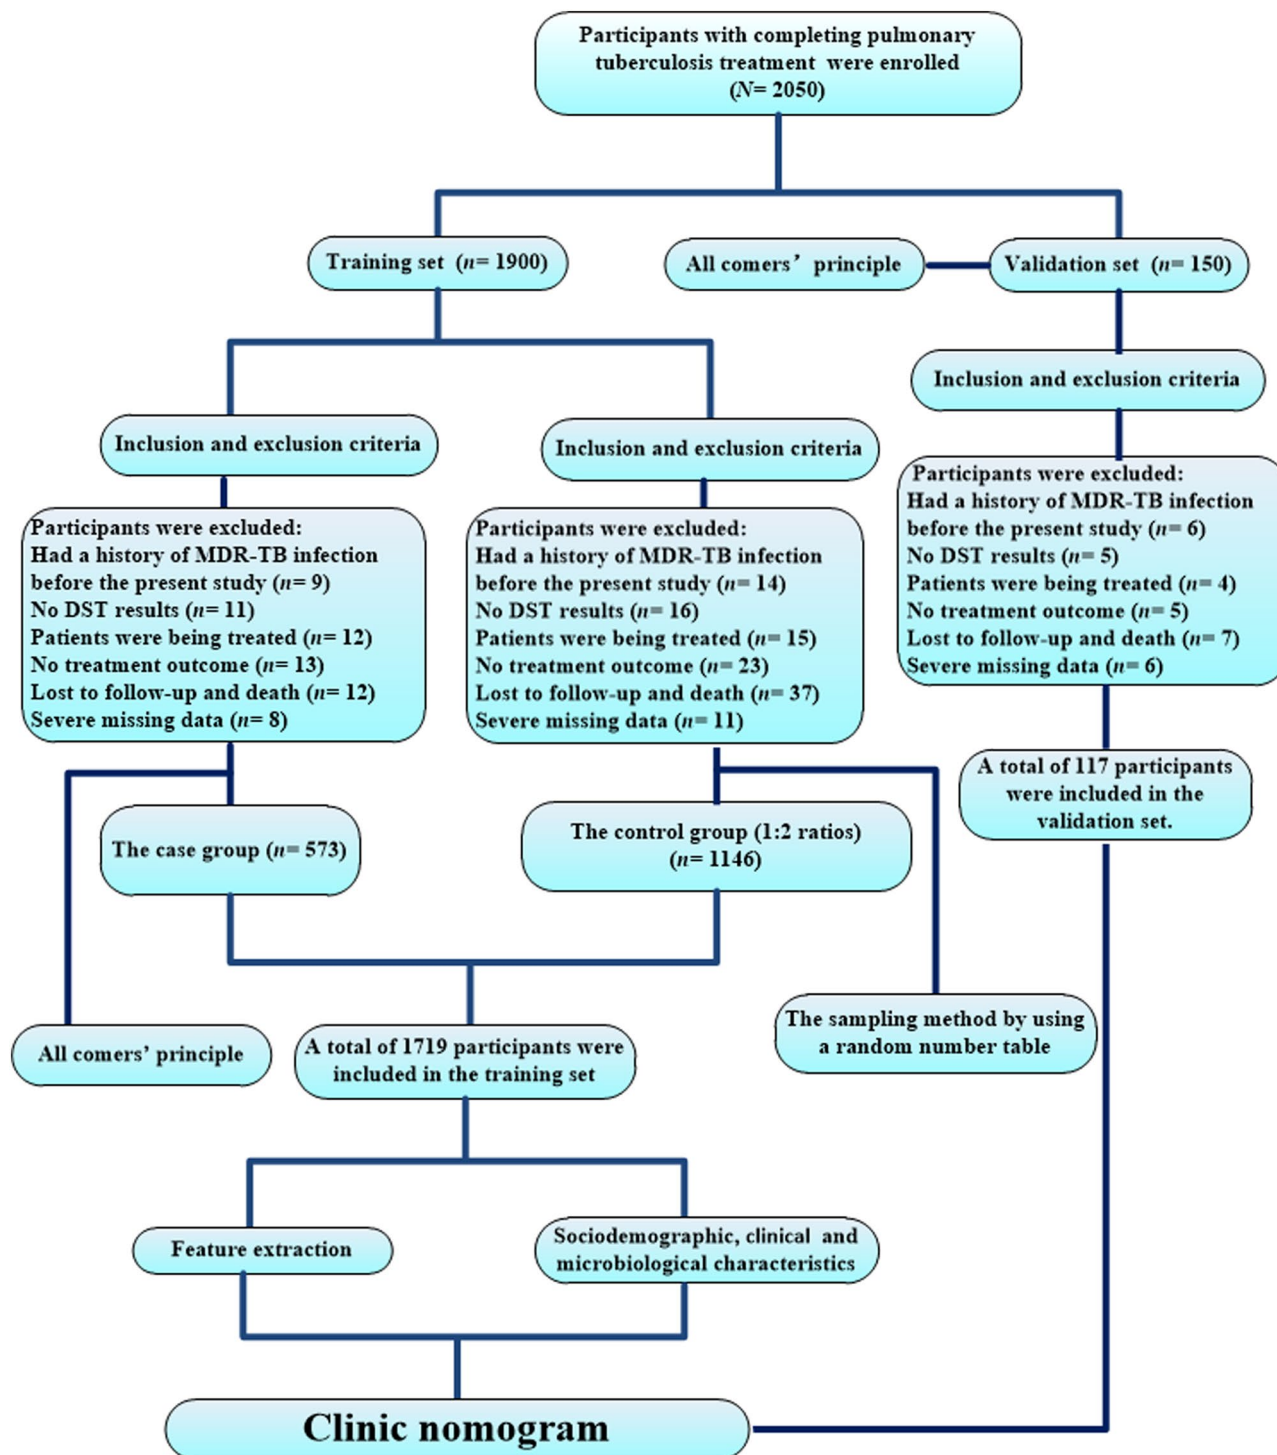 Participants with completing pulmonary
tuberculosis treatment were enrolled
(N= 2050)
Training set (n= 1900)
All comers’ principle
Validation set (n= 150)
Inclusion and exclusion criteria
Inclusion and exclusion criteria
Inclusion and exclusion criteria
Participants were excluded:
Had a history of MDR-TB infection
before the present study (n= 9)
No DST results (n= 11)
Patients were being treated (n= 12)
No treatment outcome (n= 13)
Lost to follow-up and death (n= 12)
Severe missing data (n= 8)
Participants were excluded:
Had a history of MDR-TB infection
before the present study (n= 14)
No DST results (n= 16)
Patients were being treated (n= 15)
No treatment outcome (n= 23)
Lost to follow-up and death (n= 37)
Severe missing data (n= 11)
Participants were excluded:
Had a history of MDR-TB infection
before the present study (n= 6)
No DST results (n= 5)
Patients were being treated (n= 4)
No treatment outcome (n= 5)
Lost to follow-up and death (n= 7)
Severe missing data (n= 6)
A total of 117 participants
were included in the
validation set.
The case group (n= 573)
The control group (1:2 ratios)
(n= 1146)
All comers’ principle
A total of 1719 participants were
included in the training set
The sampling method by using
a random number table
Feature extraction
Sociodemographic, clinical and
microbiological characteristics
Clinic nomogram